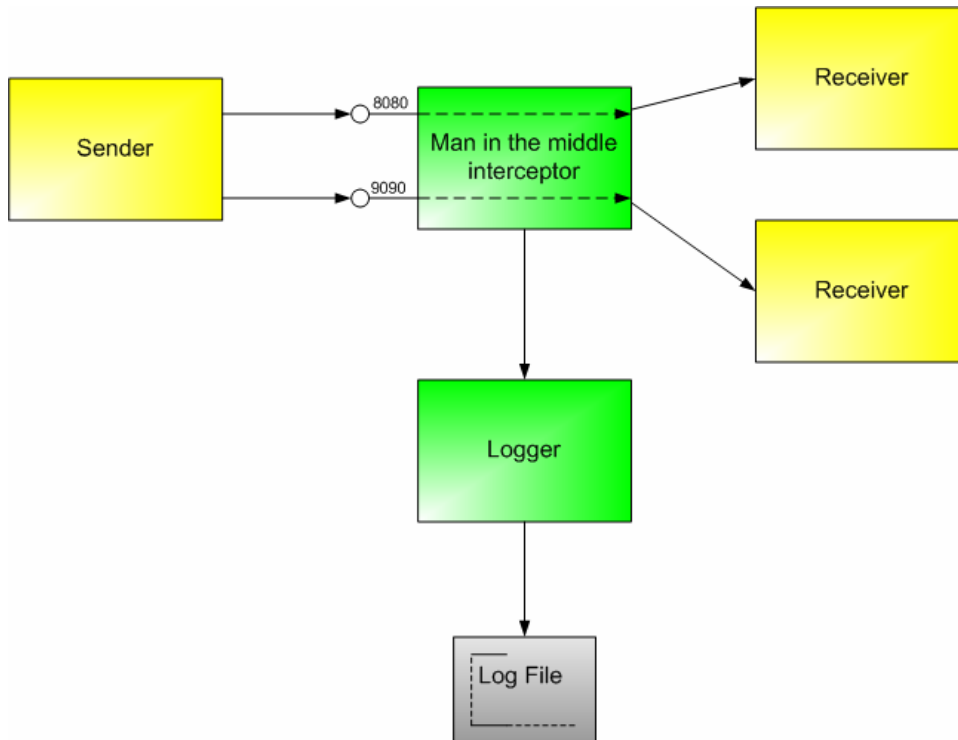 Sender
8080
9090
Man in the middle
interceptor
Receiver
Receiver
Logger
Log File